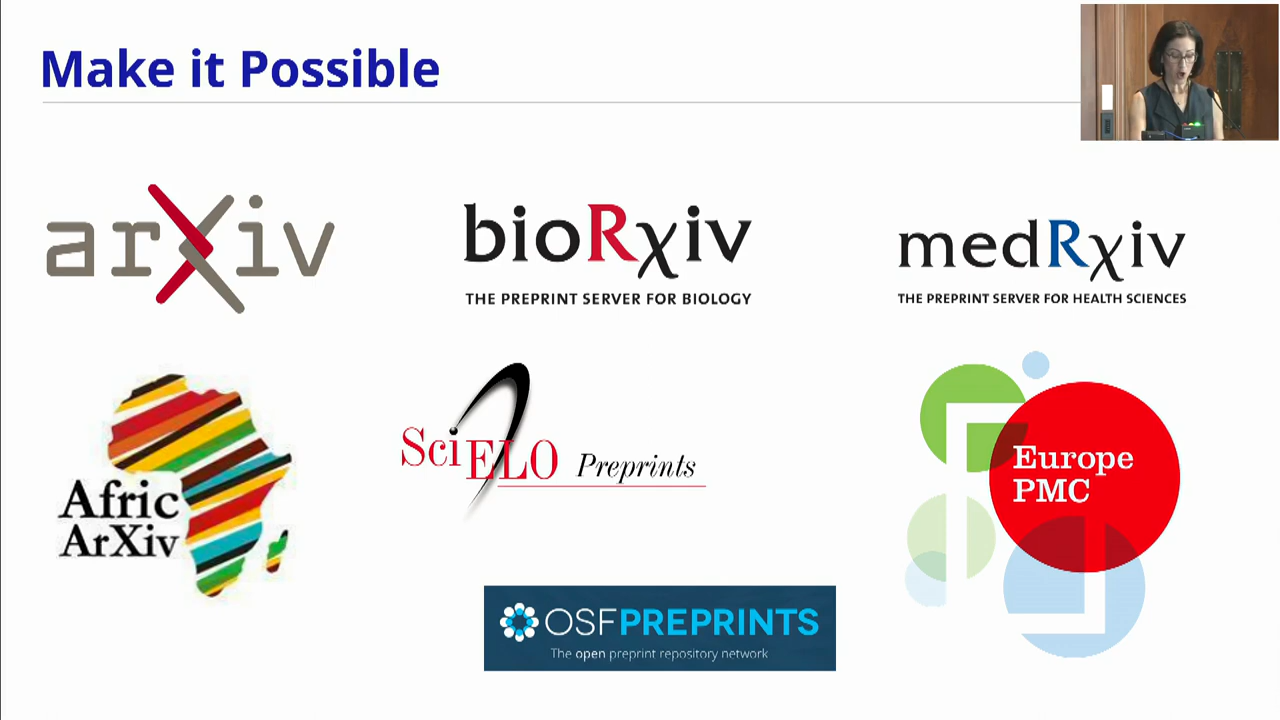 Make it Possible
arXiv
bioRχiv
THE PREPRINT SERVER FOR BIOLOGY
medRχiv
THE PREPRINT SERVER FOR HEALTH SCIENCES
Afric
ArXiv
SciELO Preprints
Europe
PMC
OSFPREPRINTS
The open preprint repository network